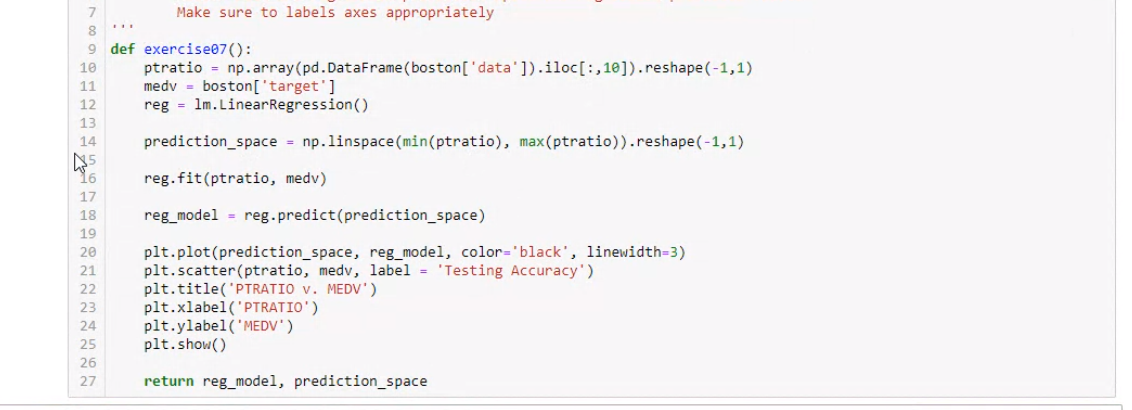 7 Make sure to labels axes appropriately
8 '''
9 def exercise07():
10 ptratio = np.array(pd.DataFrame(boston['data']).iloc[:,10]).reshape(-1,1)
11 medv = boston['target']
12 reg = lm.LinearRegression()
13
14 prediction_space = np.linspace(min(ptratio), max(ptratio)).reshape(-1,1)
15
16 reg.fit(ptratio, medv)
17
18 reg_model = reg.predict(prediction_space)
19
20 plt.plot(prediction_space, reg_model, color='black', linewidth=3)
21 plt.scatter(ptratio, medv, label = 'Testing Accuracy')
22 plt.title('PTRATIO v. MEDV')
23 plt.xlabel('PTRATIO')
24 plt.ylabel('MEDV')
25 plt.show()
26
27 return reg_model, prediction_space